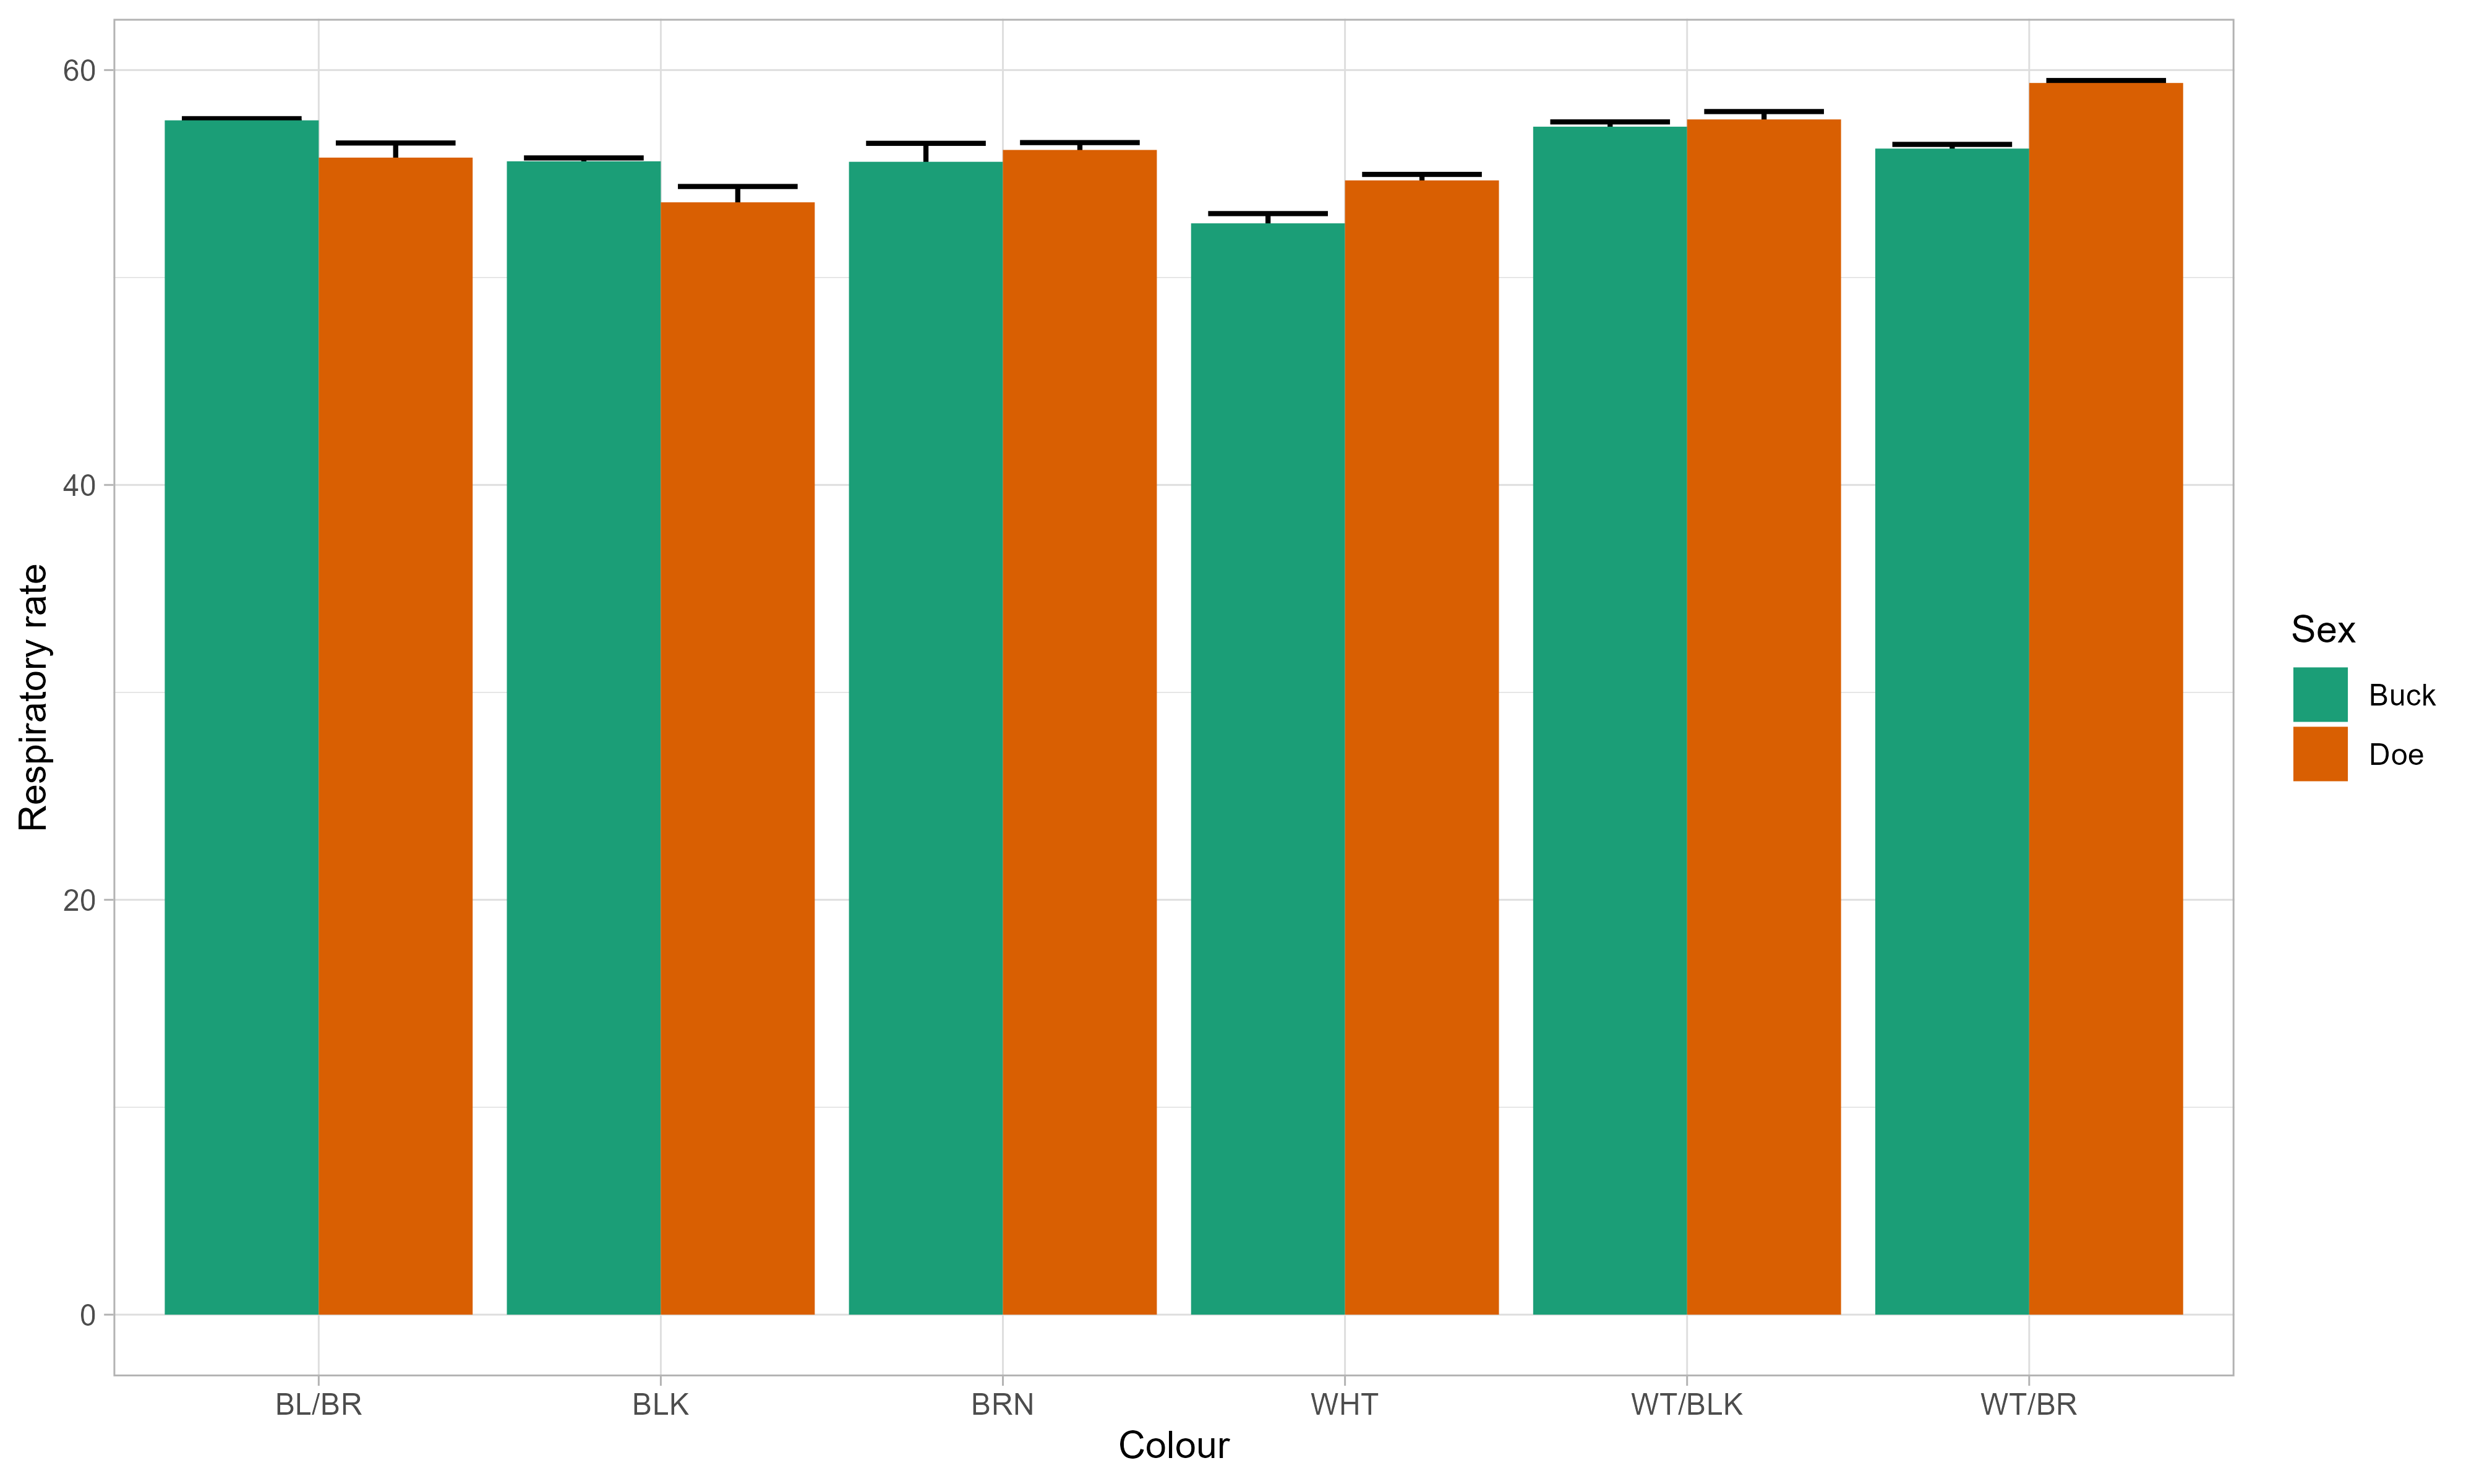 60
40
20
0
Respiratory rate
BL/BR
BLK
BRN
WHT
WT/BLK
WT/BR
Colour
Sex
Buck
Doe